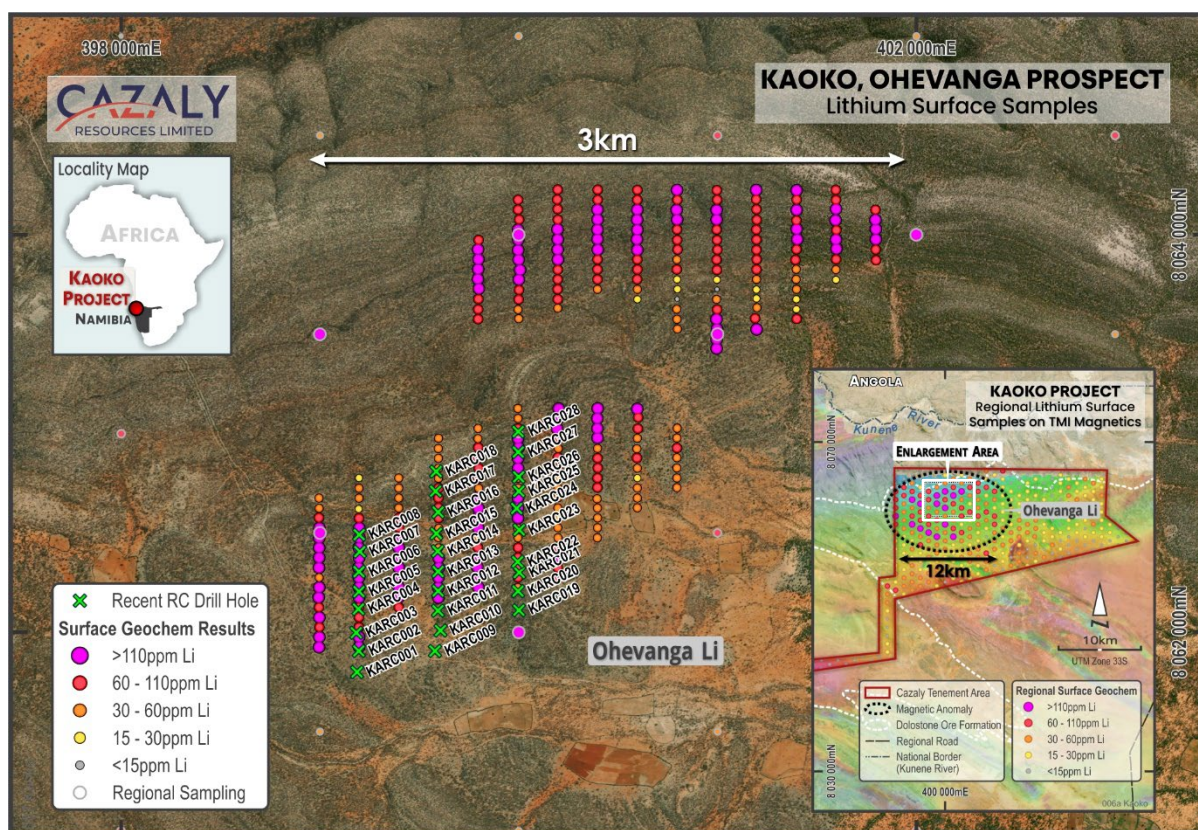 398 000mE
402 000mE
CAZALY
RESOURCES LIMITED
KAOKO, OHEVANGA PROSPECT
Lithium Surface Samples
3km
Locality Map
AFRICA
KAOKO
PROJECT
NAMIBIA
8 064 000mN
8 062 000mN
KARC028
KARC027
KARC026
KARC025
KARC024
KARC023
KARC022
KARC021
KARC020
KARC019
KARC018
KARC017
KARC016
KARC015
KARC014
KARC013
KARC012
KARC011
KARC010
KARC009
KARC008
KARC007
KARC006
KARC005
KARC004
KARC003
KARC002
KARC001
Ohevanga Li
Recent RC Drill Hole
Surface Geochem Results
>110ppm Li
60 - 110ppm Li
30 - 60ppm Li
15 - 30ppm Li
<15ppm Li
Regional Sampling
ANGOLA
Kunene River
KAOKO PROJECT
Regional Lithium Surface
Samples on TMI Magnetics
8 070 000mN
ENLARGEMENT AREA
Ohevanga Li
12km
N
10km
UTM Zone 33S
Cazaly Tenement Area
Magnetic Anomaly
Dolostone Ore Formation
Regional Road
National Border
(Kunene River)
Regional Surface Geochem
>110ppm Li
60 - 110ppm Li
30 - 60ppm Li
15 - 30ppm Li
<15ppm Li
8 030 000mN
400 000mE
006a Kaoko